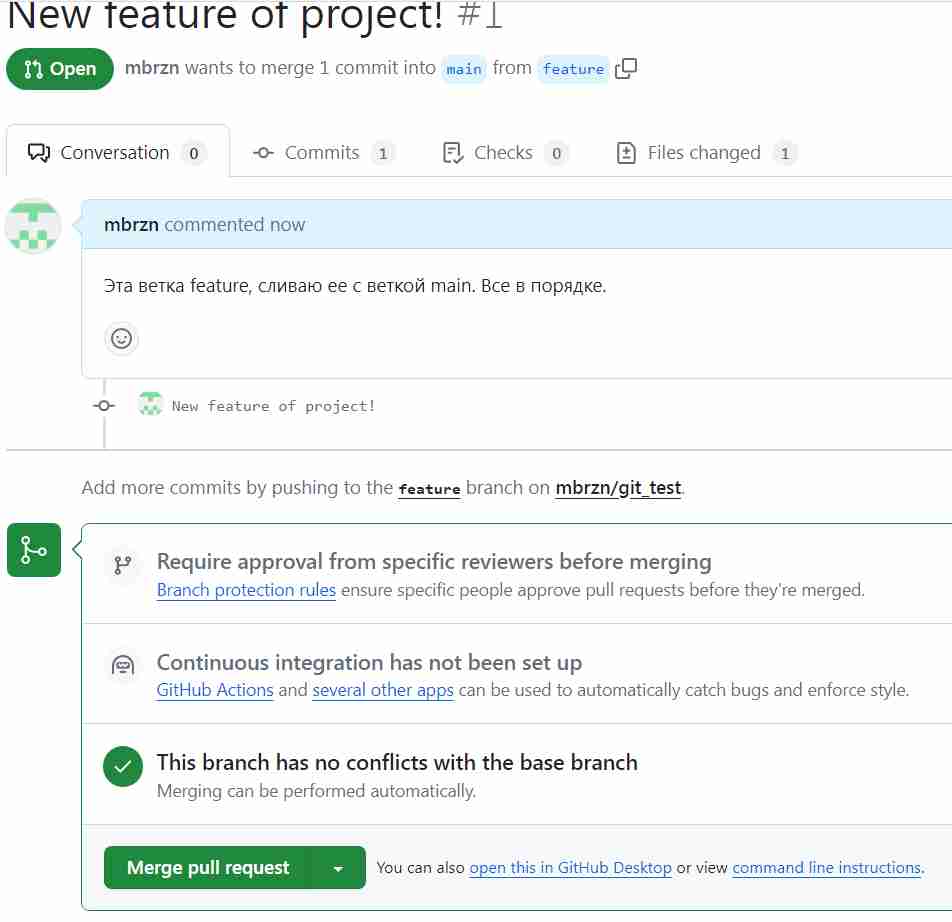 New feature of project! #1
Open mbrzn wants to merge 1 commit into main from feature
Conversation 0 Commits 1 Checks 0 Files changed 1
mbrzn commented now
Эта ветка feature, сливаю ее с веткой main. Все в порядке.
New feature of project!
Add more commits by pushing to the feature branch on mbrzn/git_test.
Require approval from specific reviewers before merging
Branch protection rules ensure specific people approve pull requests before they're merged.
Continuous integration has not been set up
GitHub Actions and several other apps can be used to automatically catch bugs and enforce style.
This branch has no conflicts with the base branch
Merging can be performed automatically.
Merge pull request You can also open this in GitHub Desktop or view command line instructions.